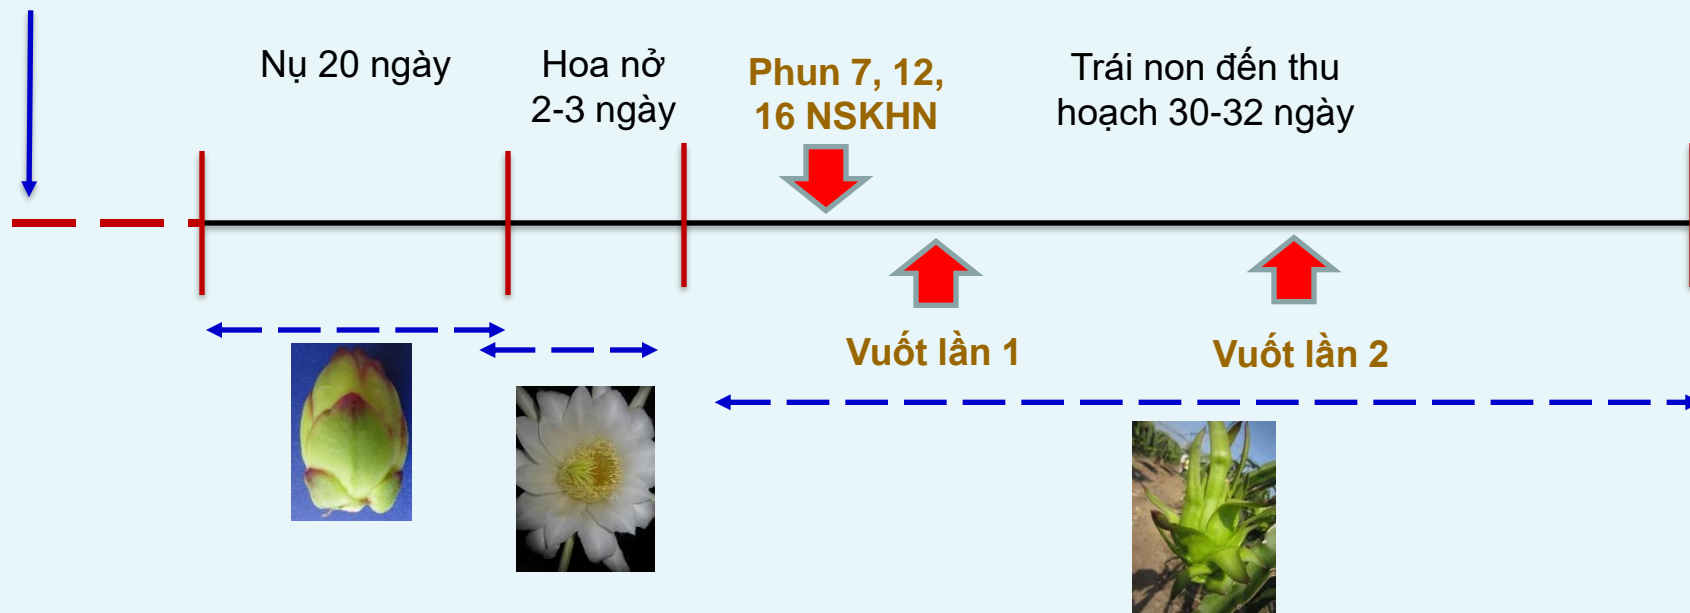 Nụ 20 ngày
Hoa nở
2-3 ngày
Phun 7, 12,
16 NSKHN
Trái non đến thu
hoạch 30-32 ngày
Vuốt lần 1
Vuốt lần 2